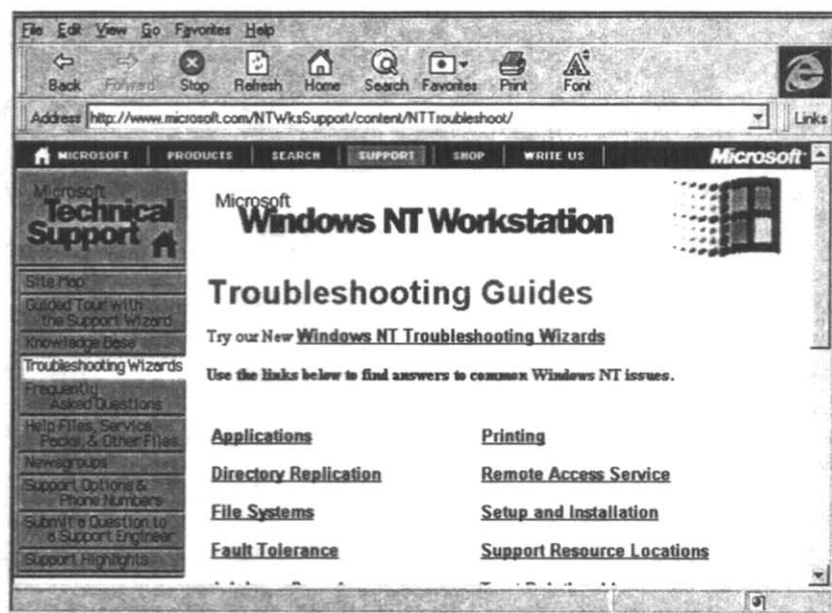 File Edit View Go Favorites Help
Back Forward Stop Refresh Home Search Favorites Print Font
Address http://www.microsoft.com/NTWksSupport/content/NTTroubleshoot/ Links
MICROSOFT PRODUCTS SEARCH SUPPORT SHOP WRITE US Microsoft
Microsoft
Technical
Support
Site Map
Guided Tour with
the Support Wizard
Knowledge Base
Troubleshooting Wizards
Frequently
Asked Questions
Help Files, Service
Packs, & Other Files
Newsgroups
Support Options &
Phone Numbers
Submit a Question to
a Support Engineer
Support Highlights
Microsoft
Windows NT Workstation
Troubleshooting Guides
Try our New Windows NT Troubleshooting Wizards
Use the links below to find answers to common Windows NT issues.
Applications Printing
Directory Replication Remote Access Service
File Systems Setup and Installation
Fault Tolerance Support Resource Locations